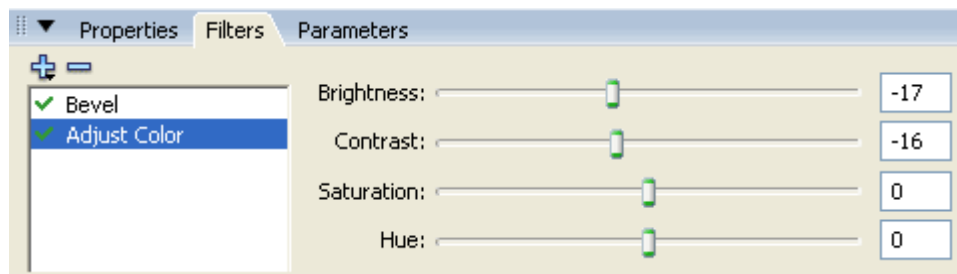 Properties Filters Parameters
Bevel
Adjust Color
Brightness: -17
Contrast: -16
Saturation: 0
Hue: 0